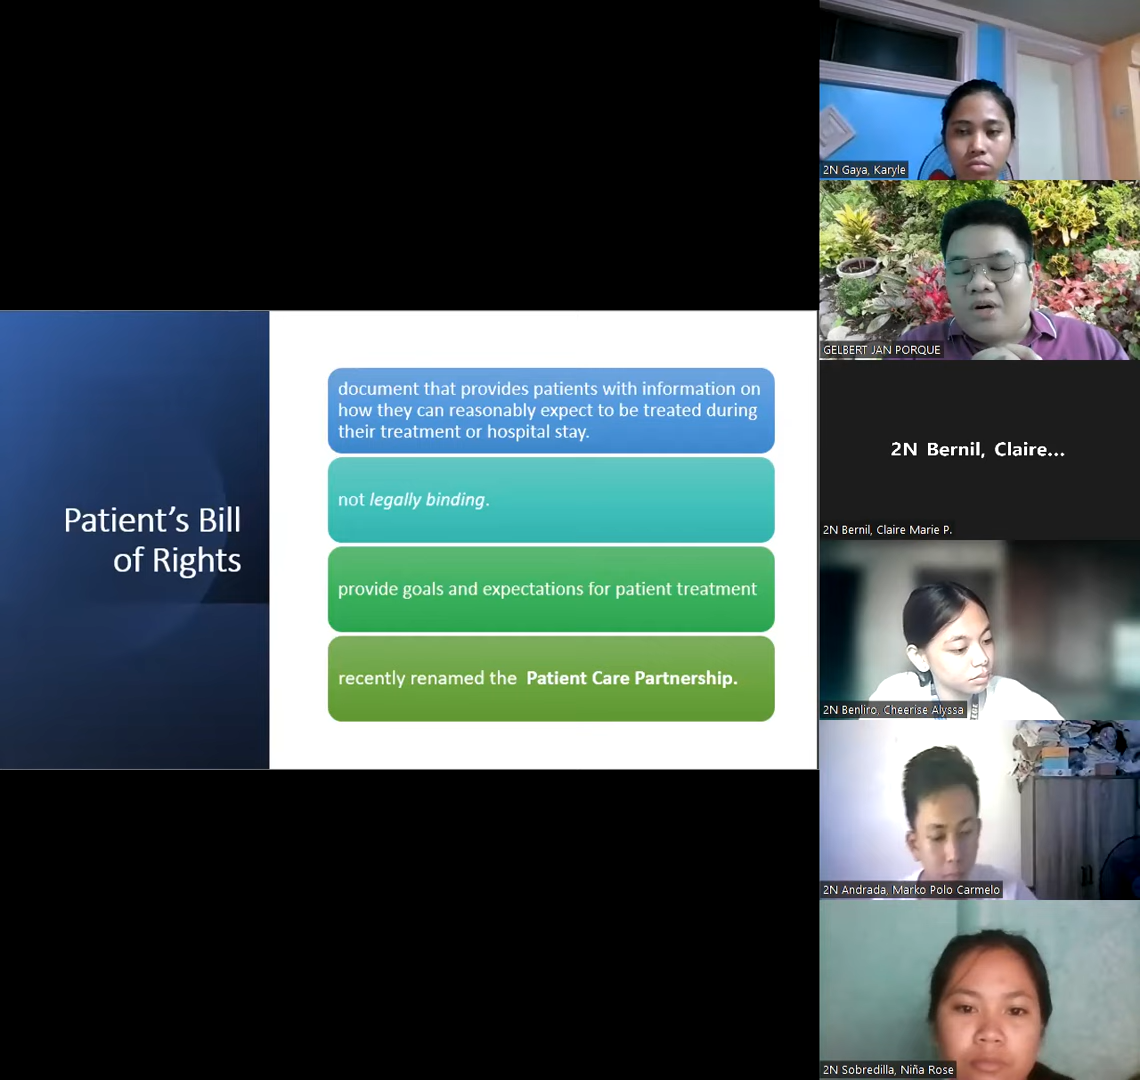 Patient’s Bill
of Rights
document that provides patients with information on
how they can reasonably expect to be treated during
their treatment or hospital stay.
not legally binding.
provide goals and expectations for patient treatment
recently renamed the Patient Care Partnership.
2N Gaya, Karyle
GELBERT JAN PORQUE
2N Bernil, Claire...
2N Bernil, Claire Marie P.
2N Benliro, Cheerise Alyssa
2N Andrada, Marko Polo Carmelo
2N Sobredilla, Niña Rose